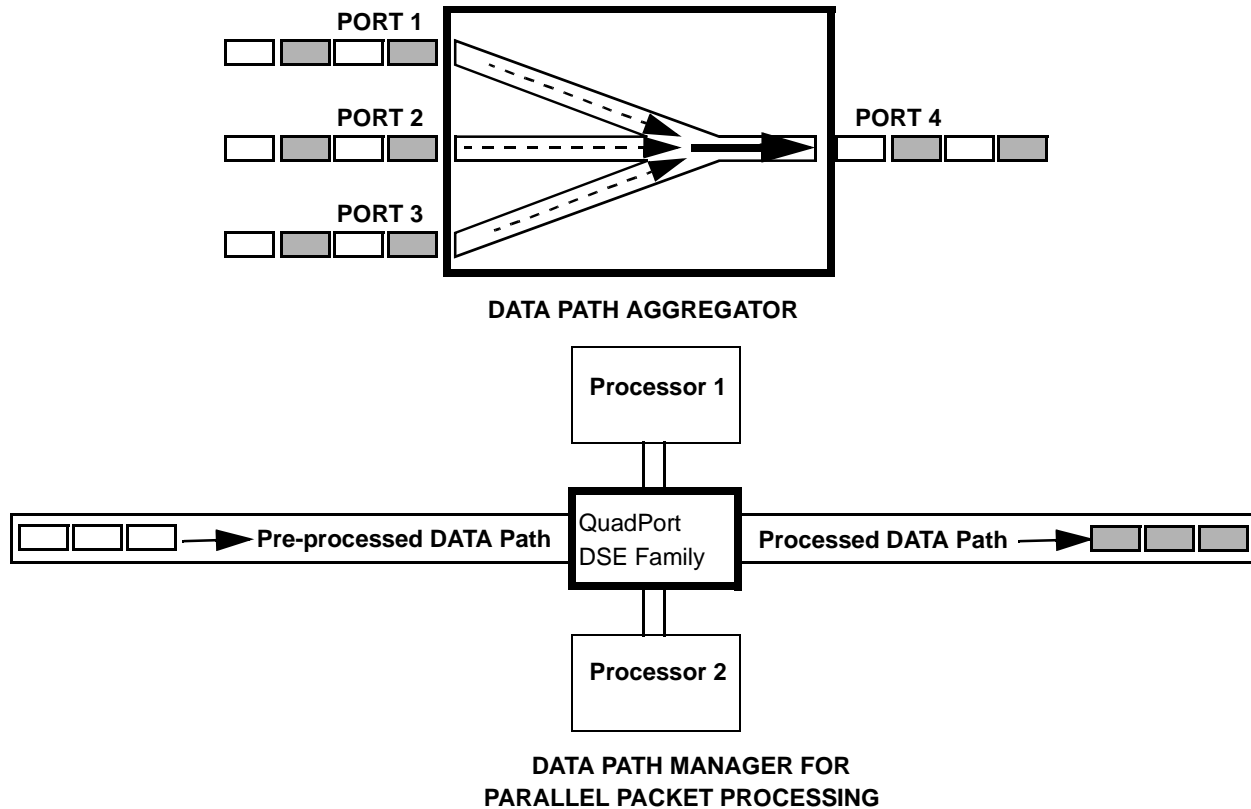 PORT 1
PORT 2
PORT 4
PORT 3
DATA PATH AGGREGATOR
Processor 1
QuadPort
DSE Family
Pre-processed DATA Path
Processed DATA Path
Processor 2
DATA PATH MANAGER FOR
PARALLEL PACKET PROCESSING